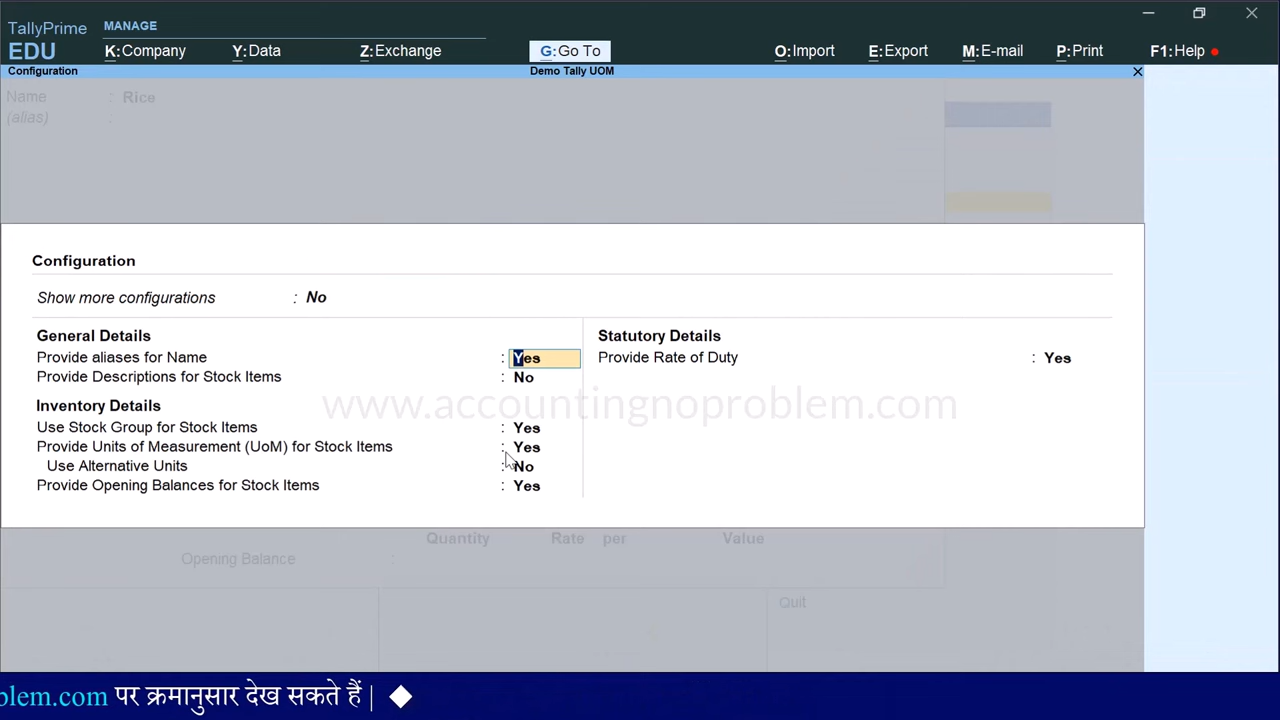 TallyPrime
EDU
MANAGE
K:Company Y:Data Z:Exchange G:Go To O:Import E:Export M:E-mail P:Print F1:Help
Configuration Demo Tally UOM
Name : Rice
(alias) :
Configuration
Show more configurations : No
General Details
Provide aliases for Name : Yes
Provide Descriptions for Stock Items : No
Inventory Details
Use Stock Group for Stock Items : Yes
Provide Units of Measurement (UoM) for Stock Items : Yes
Use Alternative Units : No
Provide Opening Balances for Stock Items : Yes
Statutory Details
Provide Rate of Duty : Yes
www.accountingnoproblem.com
Quantity Rate per Value
Opening Balance :
Quit
blem.com पर क्रमानुसार देख सकते हैं |